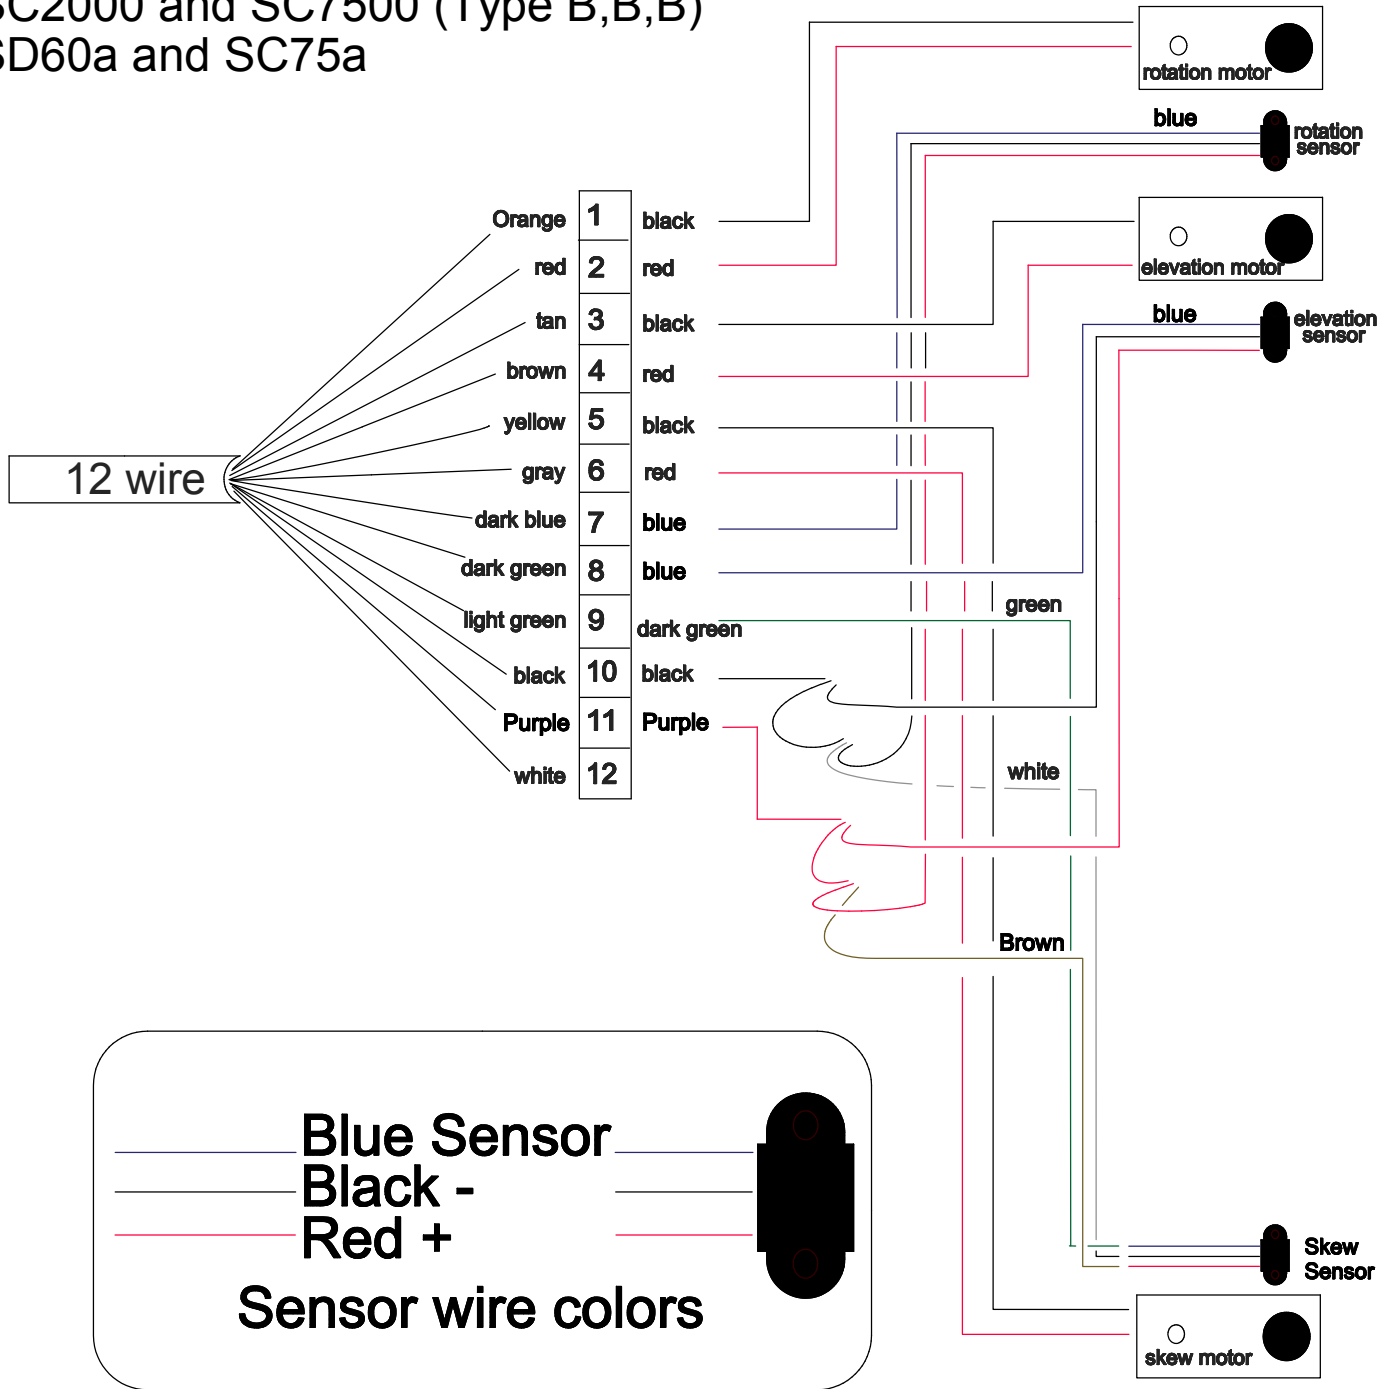 SC2000 and SC7500 (Type B,B,B)
SD60a and SC75a
rotation motor
blue
rotation
sensor
elevation motor
blue
elevation
sensor
12 wire
Orange 1 black
red 2 red
tan 3 black
brown 4 red
yellow 5 black
gray 6 red
dark blue 7 blue
dark green 8 blue
light green 9 dark green
black 10 black
Purple 11 Purple
white 12
green
white
Brown
Blue Sensor
Black -
Red +
Sensor wire colors
Skew
Sensor
skew motor